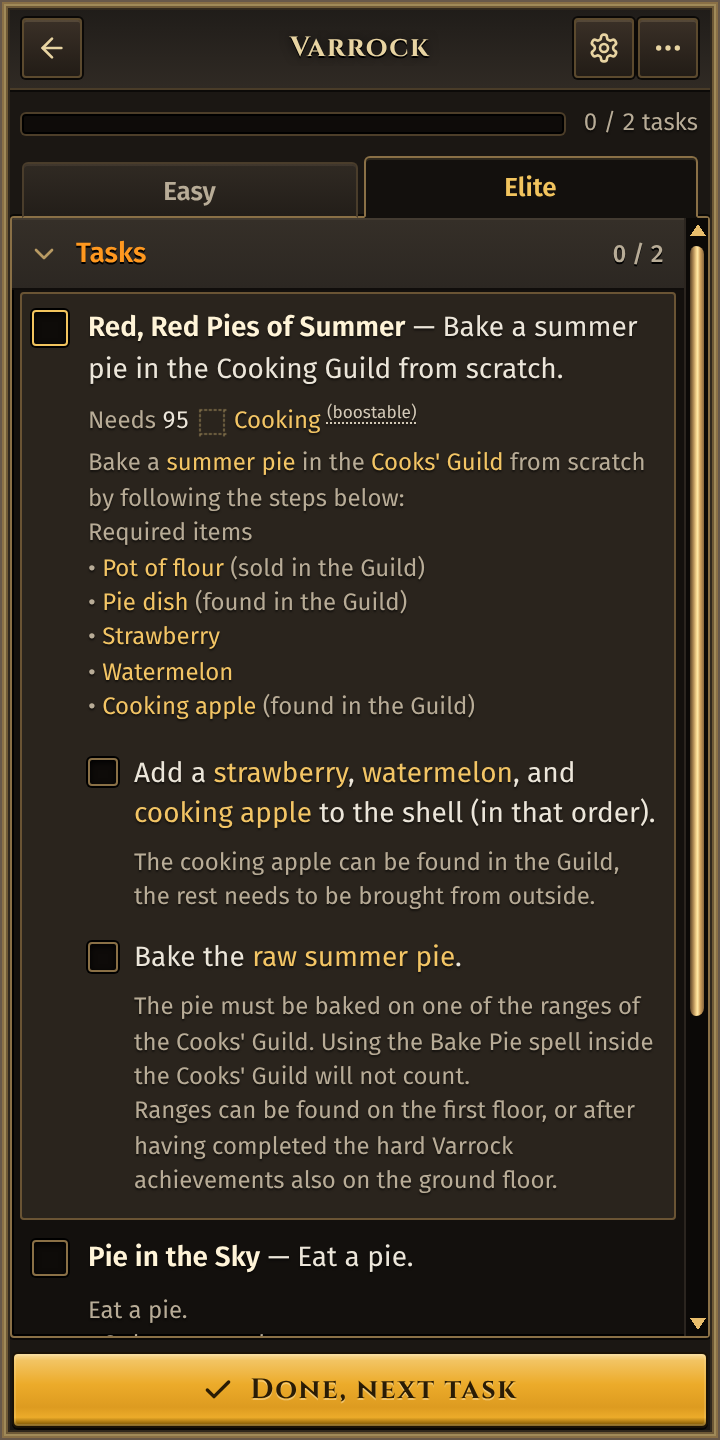 Varrock
0 / 2 tasks
Easy
Elite
Tasks
0 / 2
Red, Red Pies of Summer — Bake a summer
pie in the Cooking Guild from scratch.
Needs 95 Cooking (boostable)
Bake a summer pie in the Cooks' Guild from scratch
by following the steps below:
Required items
• Pot of flour (sold in the Guild)
• Pie dish (found in the Guild)
• Strawberry
• Watermelon
• Cooking apple (found in the Guild)
Add a strawberry, watermelon, and
cooking apple to the shell (in that order).
The cooking apple can be found in the Guild,
the rest needs to be brought from outside.
Bake the raw summer pie.
The pie must be baked on one of the ranges of
the Cooks' Guild. Using the Bake Pie spell inside
the Cooks' Guild will not count.
Ranges can be found on the first floor, or after
having completed the hard Varrock
achievements also on the ground floor.
Pie in the Sky — Eat a pie.
Eat a pie.
Done, next task